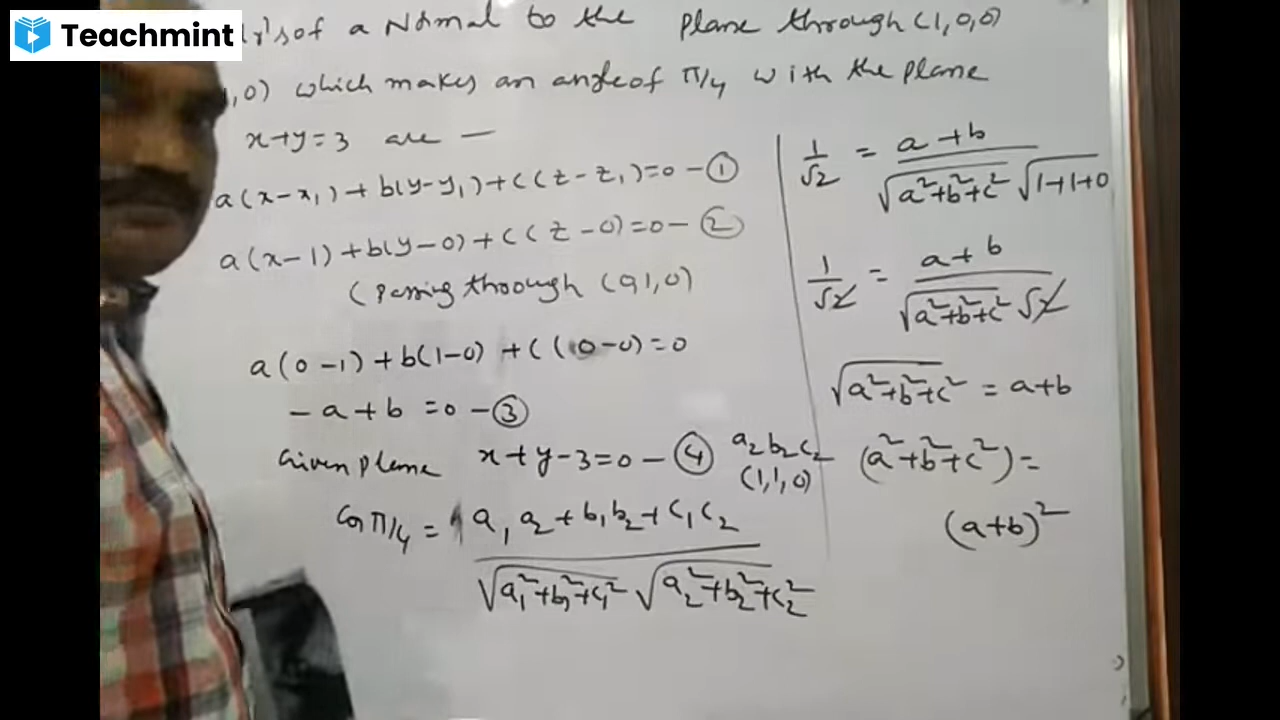 Teachmint
of a Normal to the plane through (1,0,0)
,0) which makes an angle of π/4 with the plane
x+y=3 are —
a(x-x₁)+b(y-y₁)+c(z-z₁)=0 -①
a(x-1)+b(y-0)+c(z-0)=0-②
(passing through (0,1,0)
a(0-1)+b(1-0)+c(0-0)=0
-a+b=0-③
Given plane x+y-3=0-④ a₂b₂c₂
(1,1,0)
cos π/4 = a₁a₂+b₁b₂+c₁c₂
√a₁²+b₁²+c₁² √a₂²+b₂²+c₂²
1/√2 = a+b/√a²+b²+c² √1+1+0
1/√2 = a+b/√a²+b²+c² √2
√a²+b²+c² = a+b
(a²+b²+c²)=
(a+b)²